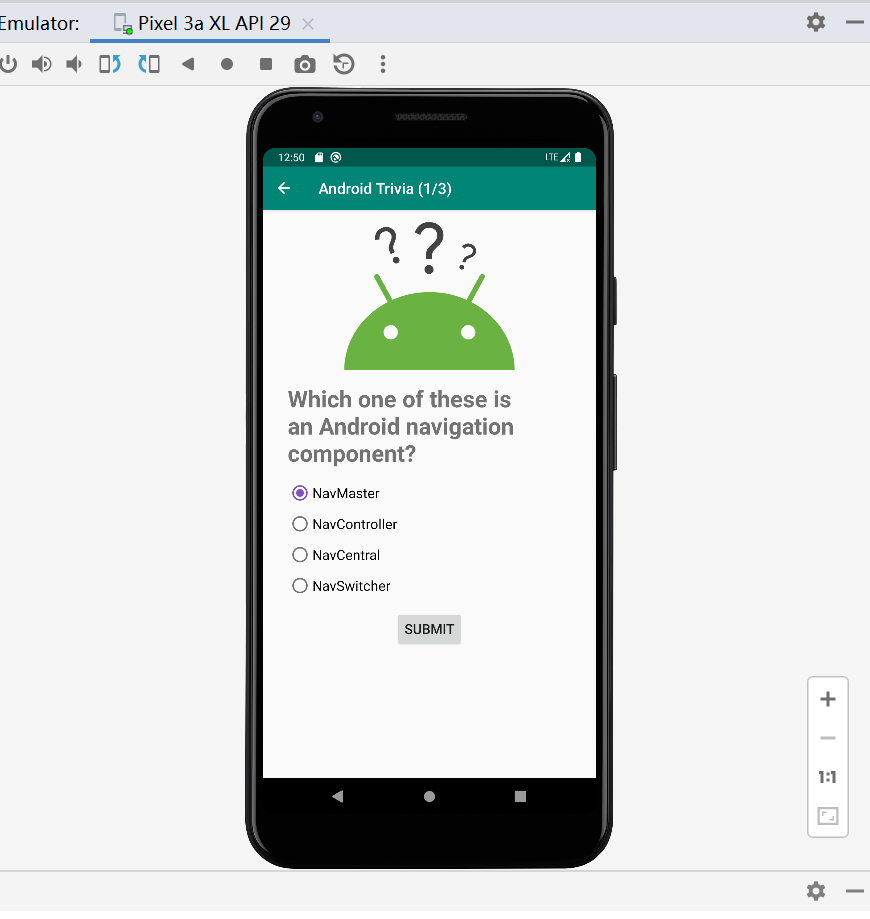 Emulator: Pixel 3a XL API 29
12:50 LTE
Android Trivia (1/3)
? ? ?
Which one of these is
an Android navigation
component?
NavMaster
NavController
NavCentral
NavSwitcher
SUBMIT
1:1